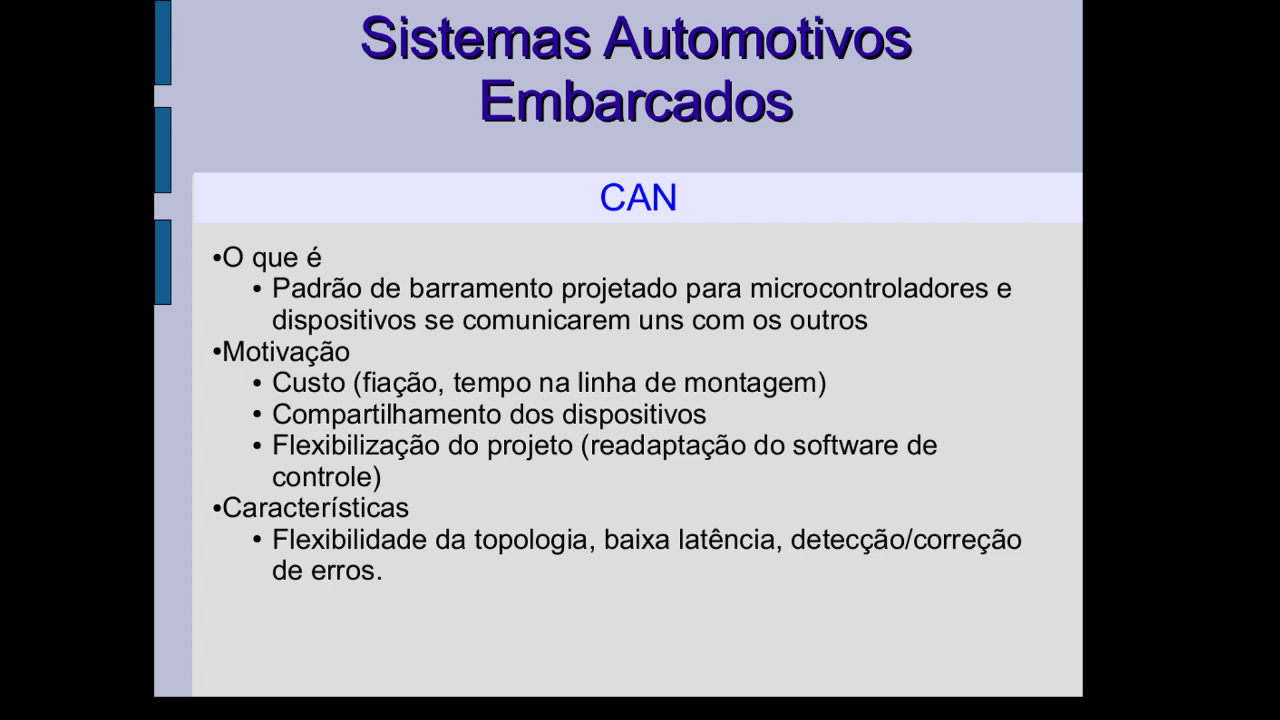 Sistemas Automotivos
Embarcados
CAN
•O que é
• Padrão de barramento projetado para microcontroladores e
dispositivos se comunicarem uns com os outros
•Motivação
• Custo (fiação, tempo na linha de montagem)
• Compartilhamento dos dispositivos
• Flexibilização do projeto (readaptação do software de
controle)
•Características
• Flexibilidade da topologia, baixa latência, detecção/correção
de erros.